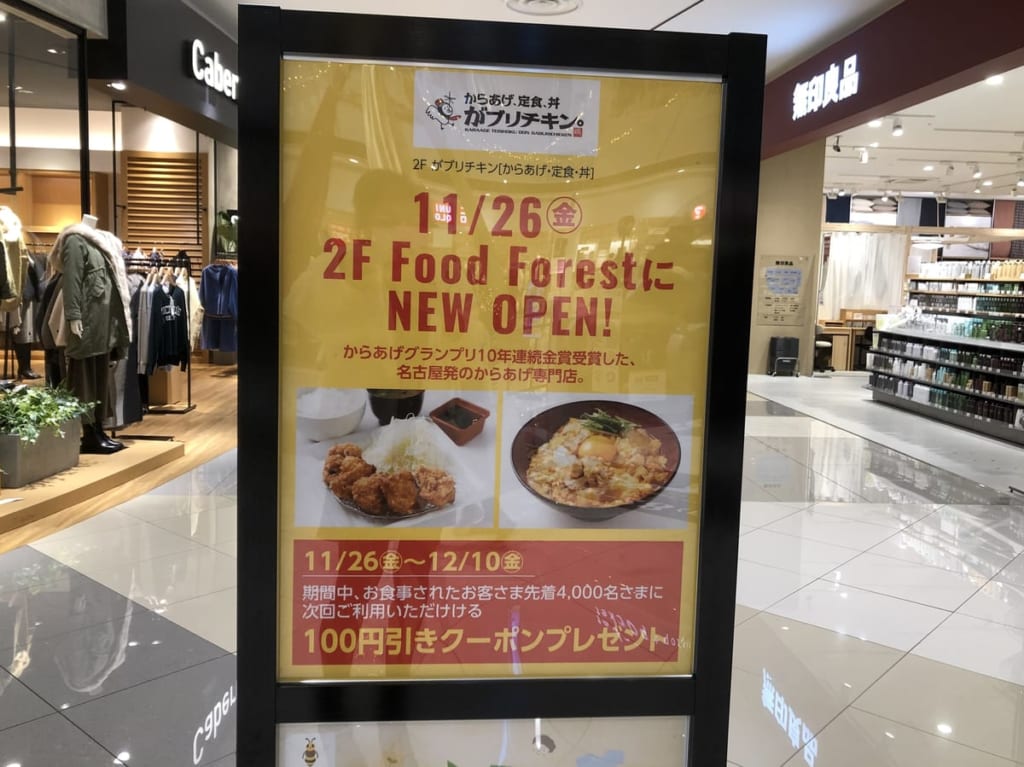 Caber
無印良品
からあげ、定食、丼
がブリチキン。
KARAAGE TEISHOKU DON GABURICHICKEN
2F がブリチキン[からあげ・定食・丼]
11/26㊎
2F Food Forestに
NEW OPEN!
からあげグランプリ10年連続金賞受賞した、
名古屋発のからあげ専門店。
11/26㊎～12/10㊎
期間中、お食事されたお客さま先着4,000名さまに
次回ご利用いただけける
100円引きクーポンプレゼント